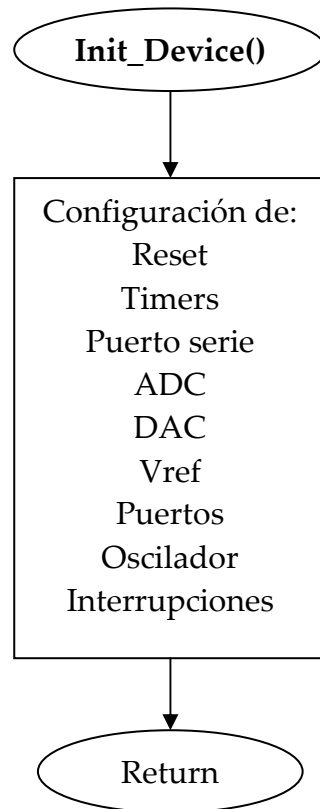 Init_Device()
Configuración de:
Reset
Timers
Puerto serie
ADC
DAC
Vref
Puertos
Oscilador
Interrupciones
Return